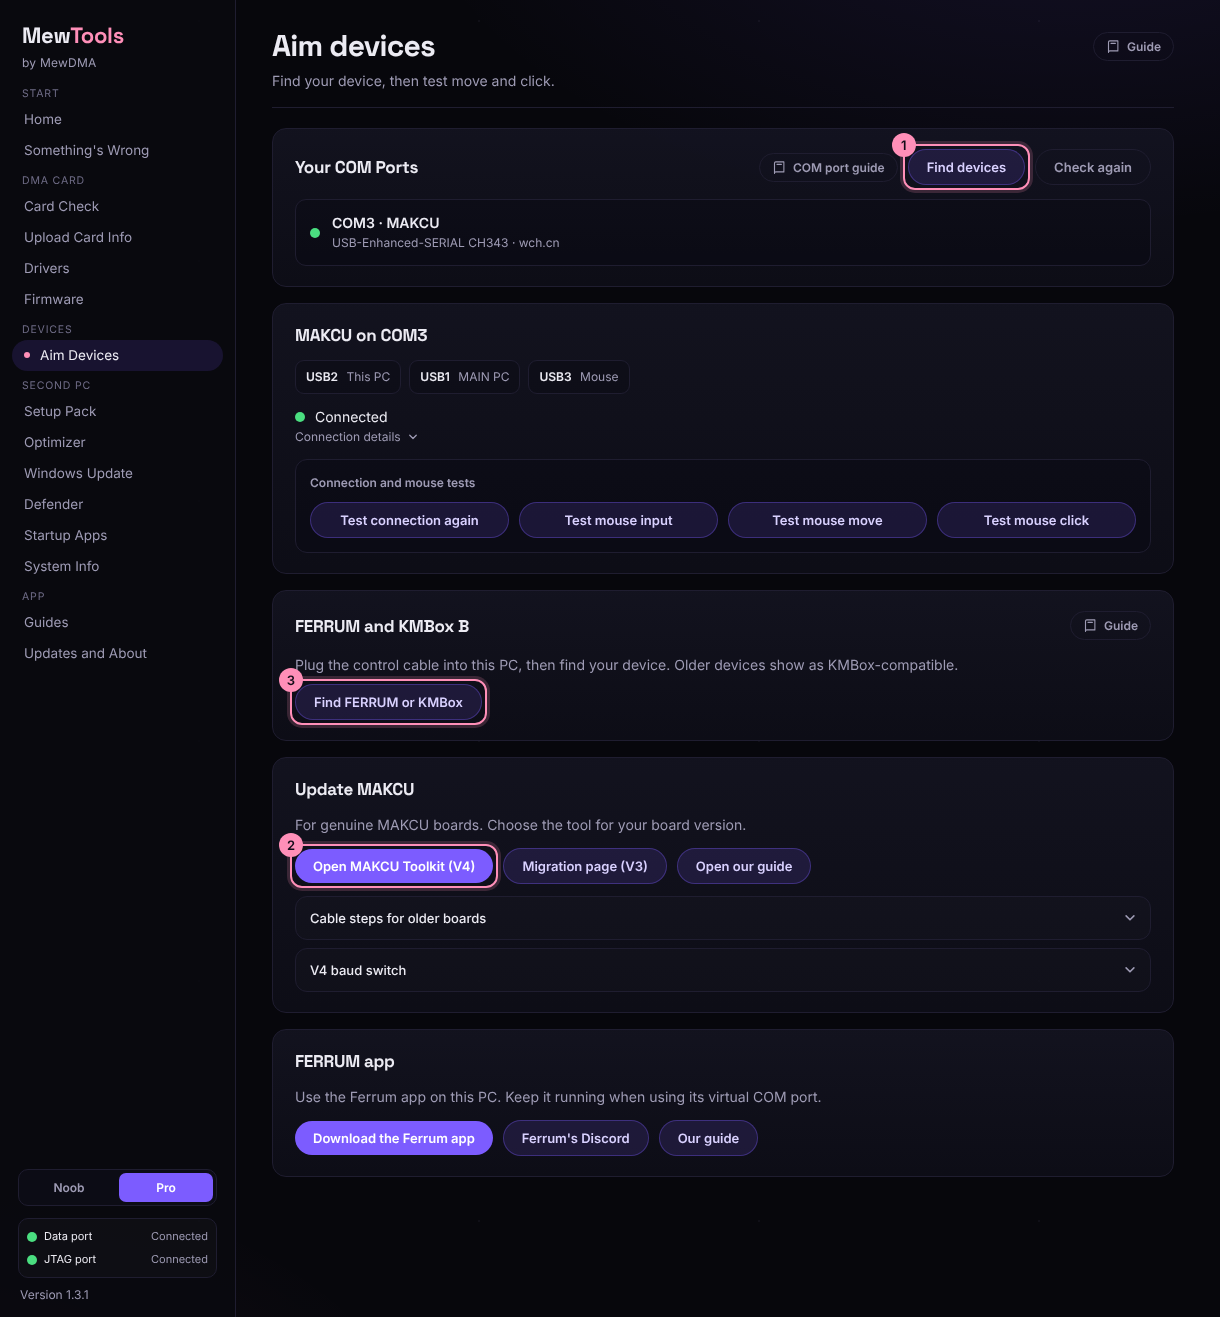 MewTools
by MewDMA
START
Home
Something's Wrong
DMA CARD
Card Check
Upload Card Info
Drivers
Firmware
DEVICES
Aim Devices
SECOND PC
Setup Pack
Optimizer
Windows Update
Defender
Startup Apps
System Info
APP
Guides
Updates and About
Noob
Pro
Data port Connected
JTAG port Connected
Version 1.3.1
Aim devices
Guide
Find your device, then test move and click.
Your COM Ports
COM port guide
1
Find devices
Check again
COM3 · MAKCU
USB-Enhanced-SERIAL CH343 · wch.cn
MAKCU on COM3
USB2 This PC
USB1 MAIN PC
USB3 Mouse
Connected
Connection details
Connection and mouse tests
Test connection again
Test mouse input
Test mouse move
Test mouse click
FERRUM and KMBox B
Guide
Plug the control cable into this PC, then find your device. Older devices show as KMBox-compatible.
3
Find FERRUM or KMBox
Update MAKCU
For genuine MAKCU boards. Choose the tool for your board version.
2
Open MAKCU Toolkit (V4)
Migration page (V3)
Open our guide
Cable steps for older boards
V4 baud switch
FERRUM app
Use the Ferrum app on this PC. Keep it running when using its virtual COM port.
Download the Ferrum app
Ferrum's Discord
Our guide